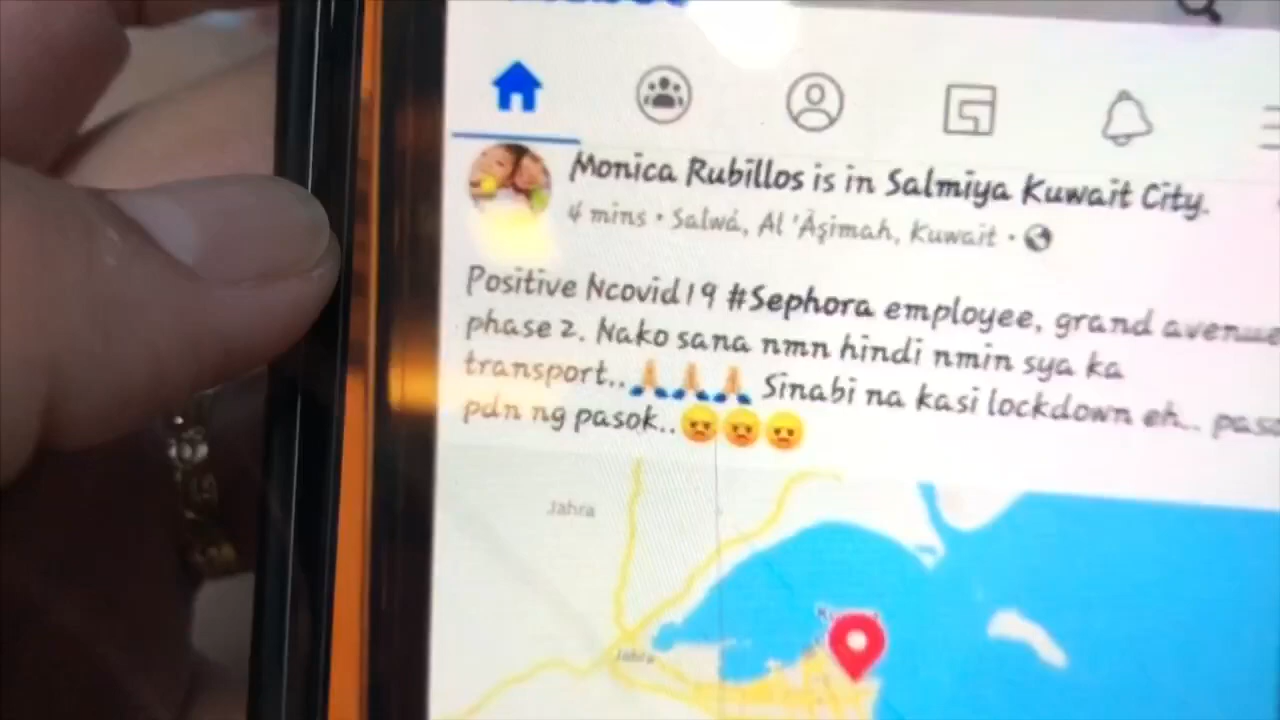 Monica Rubillos is in Salmiya Kuwait City.
4 mins · Salwá, Al 'Āşimah, Kuwait ·
Positive Ncovid19 #Sephora employee, grand avenue
phase 2. Nako sana nmn hindi nmin sya ka
transport.. 🙏🙏🙏 Sinabi na kasi lockdown eh.. paso
pdn ng pasok.. 😡😡😡
Jahra
Jahra